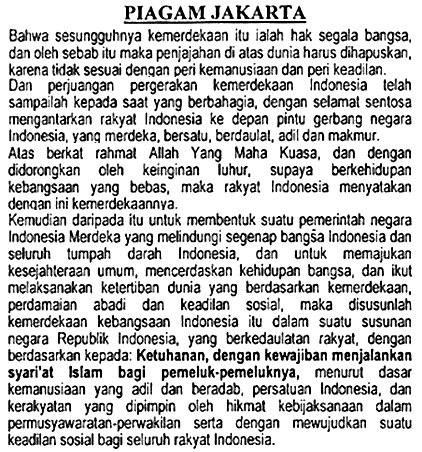 PIAGAM JAKARTA
Bahwa sesungguhnya kemerdekaan itu ialah hak segala bangsa,
dan oleh sebab itu maka penjajahan di atas dunia harus dihapuskan,
karena tidak sesuai dengan peri kemanusiaan dan peri keadilan.
Dan perjuangan pergerakan kemerdekaan Indonesia telah
sampailah kepada saat yang berbahagia, dengan selamat sentosa
mengantarkan rakyat Indonesia ke depan pintu gerbang negara
Indonesia, yang merdeka, bersatu, berdaulat, adil dan makmur.
Atas berkat rahmat Allah Yang Maha Kuasa, dan dengan
didorongkan oleh keinginan luhur, supaya berkehidupan
kebangsaan yang bebas, maka rakyat Indonesia menyatakan
dengan ini kemerdekaannya.
Kemudian daripada itu untuk membentuk suatu pemerintah negara
Indonesia Merdeka yang melindungi segenap bangsa Indonesia dan
seluruh tumpah darah Indonesia, dan untuk memajukan
kesejahteraan umum, mencerdaskan kehidupan bangsa, dan ikut
melaksanakan ketertiban dunia yang berdasarkan kemerdekaan,
perdamaian abadi dan keadilan sosial, maka disusunlah
kemerdekaan kebangsaan Indonesia itu dalam suatu susunan
negara Republik Indonesia, yang berkedaulatan rakyat, dengan
berdasarkan kepada: Ketuhanan, dengan kewajiban menjalankan
syari'at Islam bagi pemeluk-pemeluknya, menurut dasar
kemanusiaan yang adil dan beradab, persatuan Indonesia, dan
kerakyatan yang dipimpin oleh hikmat kebijaksanaan dalam
permusyawaratan-perwakilan serta dengan mewujudkan suatu
keadilan sosial bagi seluruh rakyat Indonesia.